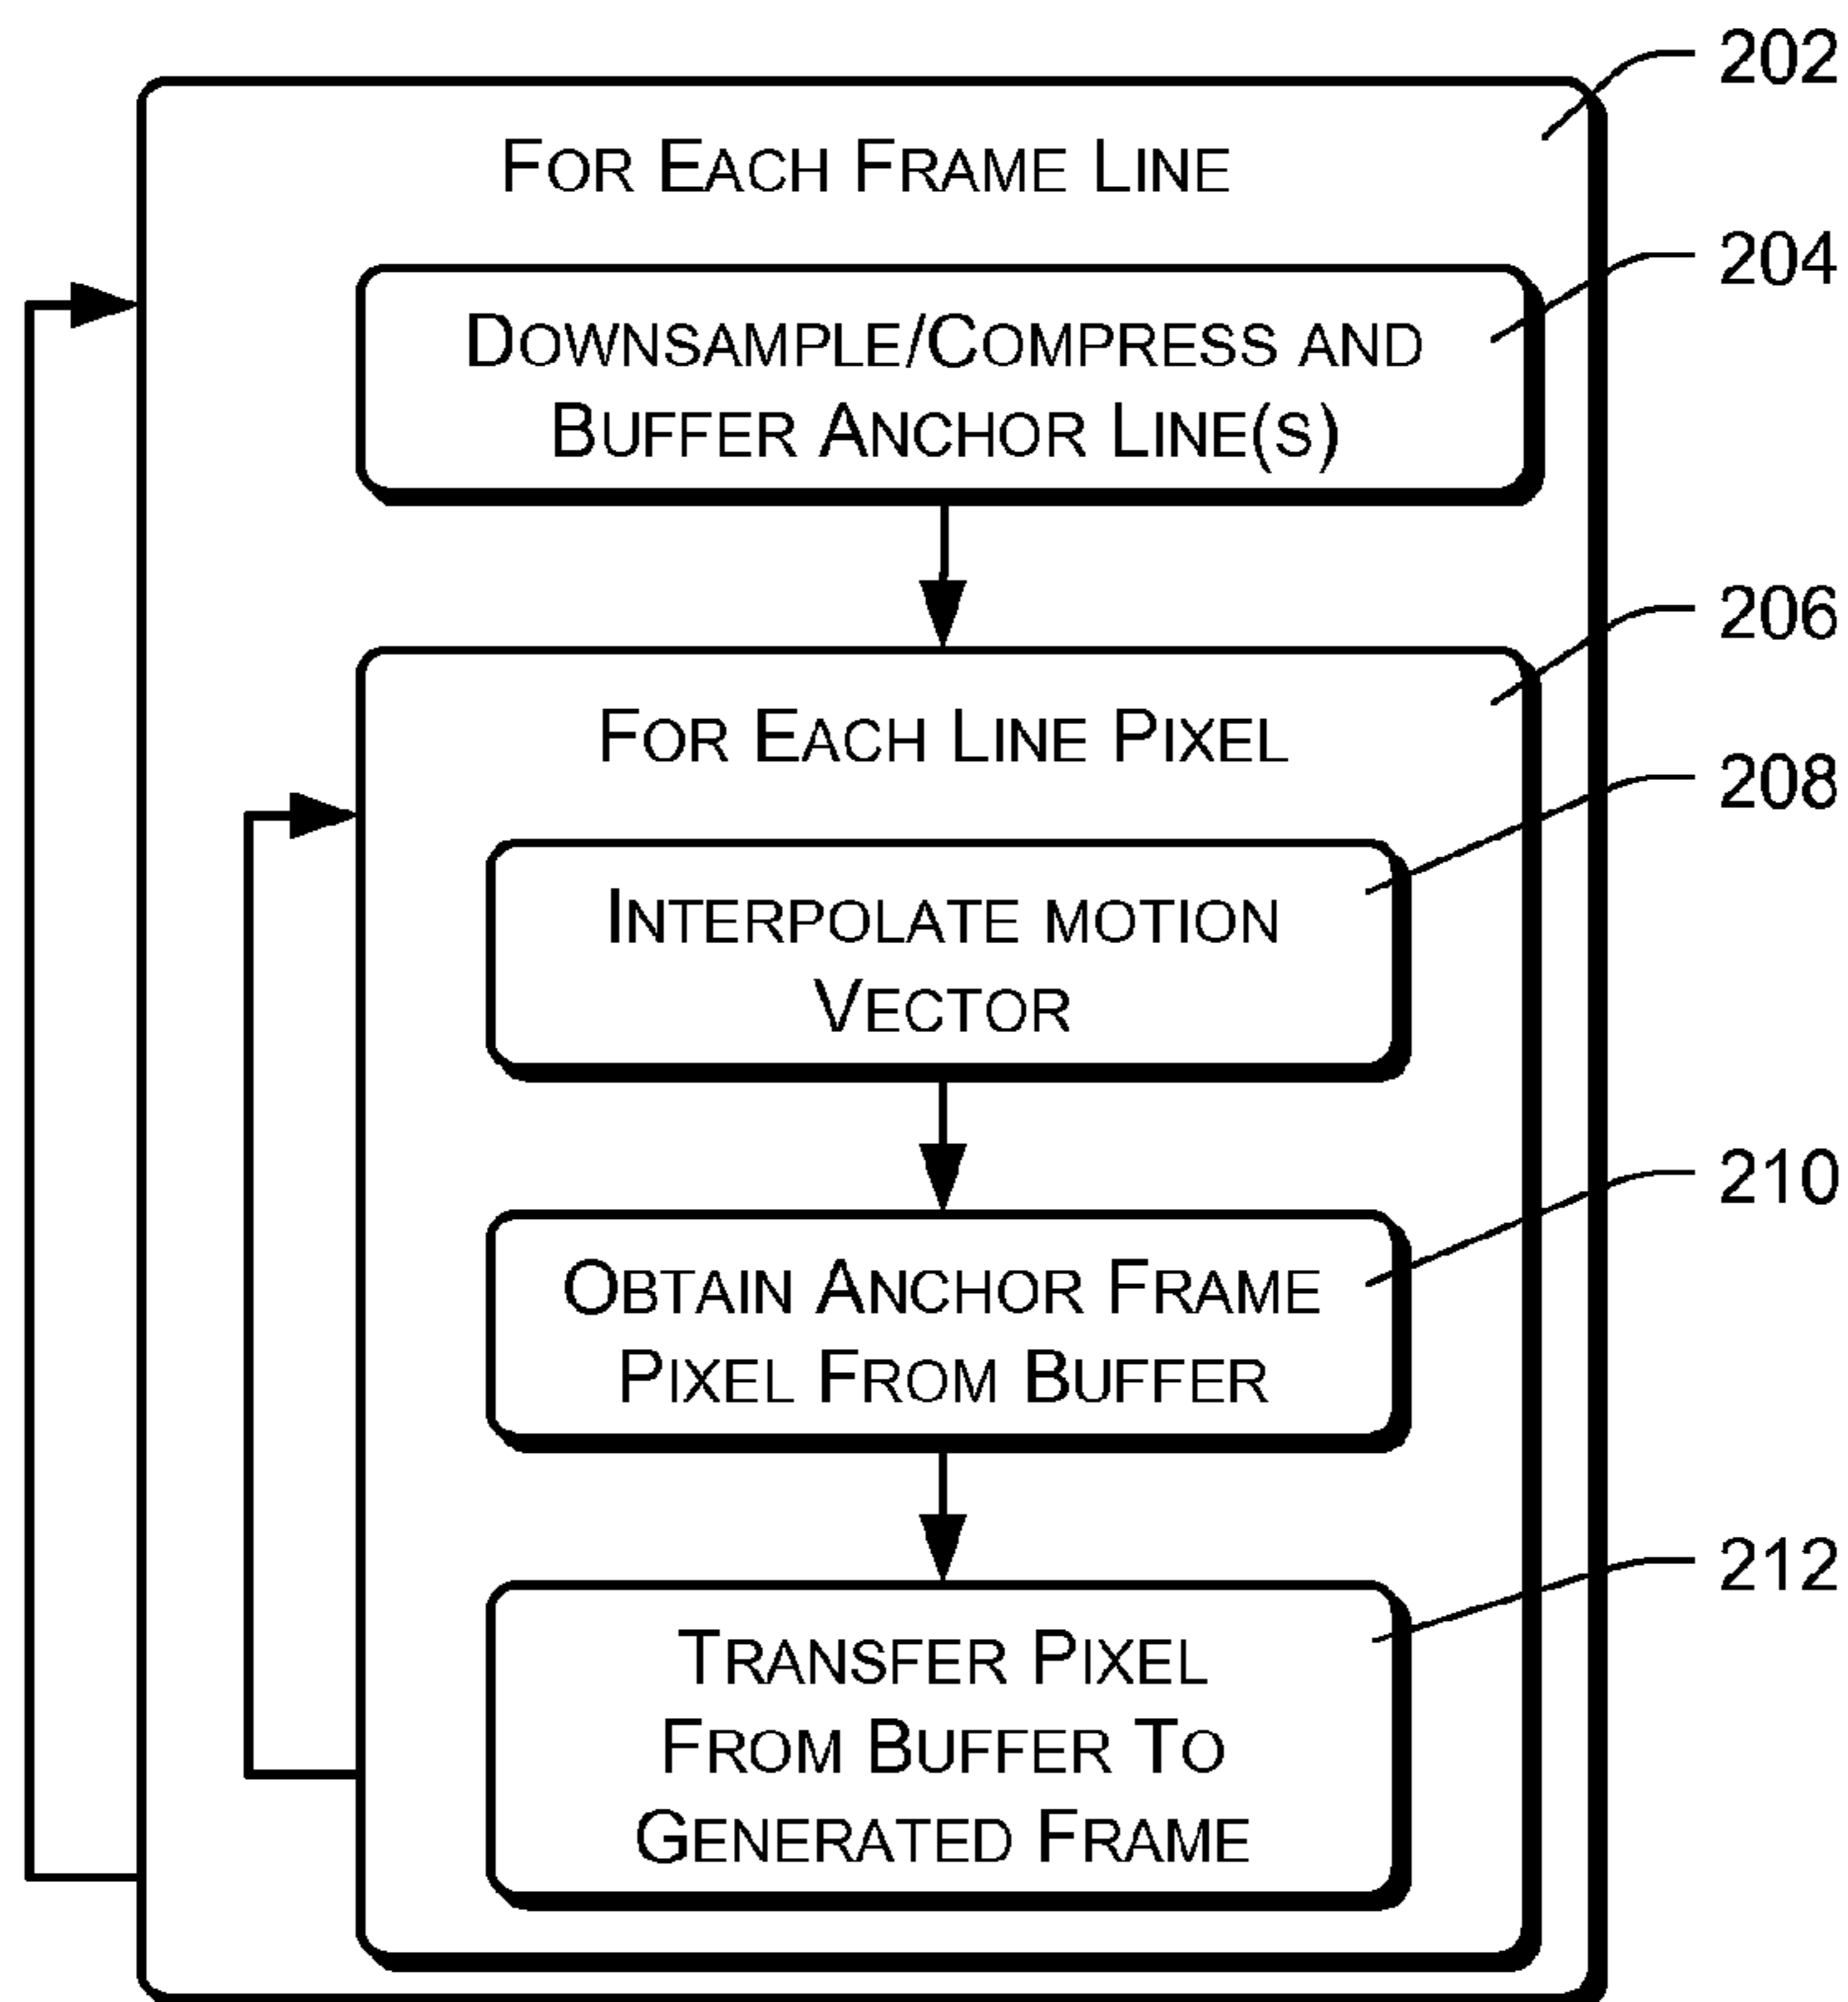 202
FOR EACH FRAME LINE
204
DOWNSAMPLE/COMPRESS AND
BUFFER ANCHOR LINE(S)
206
FOR EACH LINE PIXEL
208
INTERPOLATE MOTION
VECTOR
210
OBTAIN ANCHOR FRAME
PIXEL FROM BUFFER
212
TRANSFER PIXEL
FROM BUFFER TO
GENERATED FRAME